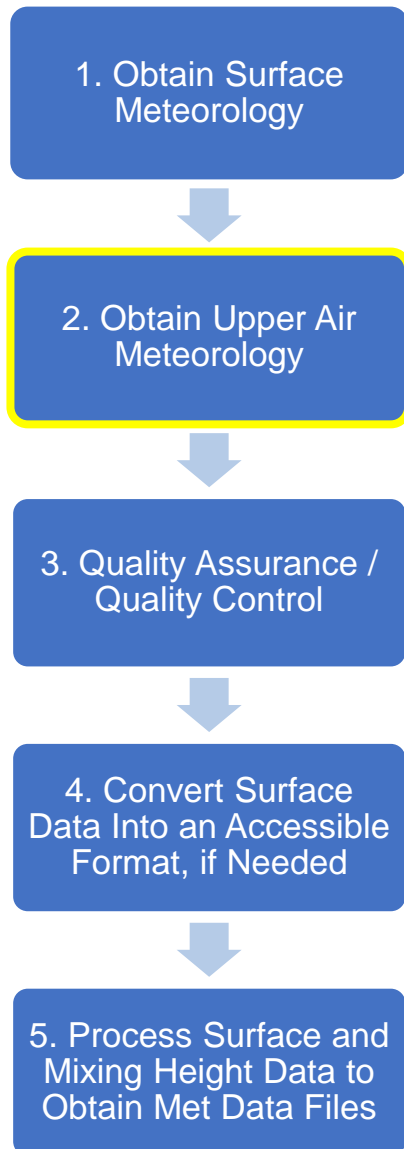 1. Obtain Surface
Meteorology
2. Obtain Upper Air
Meteorology
3. Quality Assurance /
Quality Control
4. Convert Surface
Data Into an Accessible
Format, if Needed
5. Process Surface and
Mixing Height Data to
Obtain Met Data Files